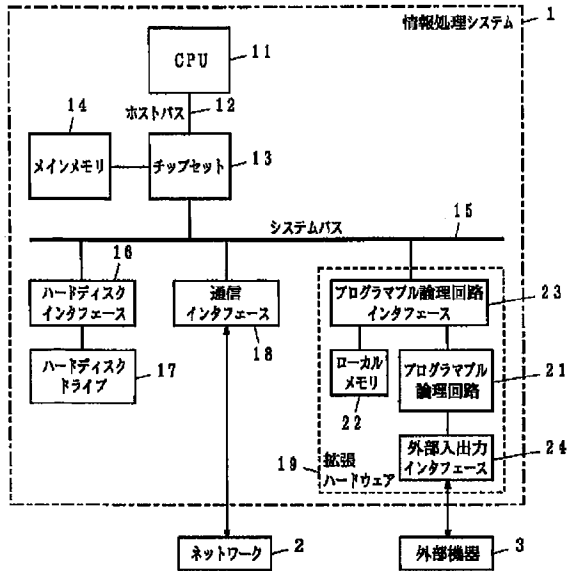 情報処理システム
1
CPU
11
ホストバス
12
14
メインメモリ
チップセット
13
システムバス
15
16
ハードディスク
インタフェース
通信
インタフェース
18
プログラマブル論理回路
インタフェース
23
ハードディスク
ドライブ
17
ローカル
メモリ
22
プログラマブル
論理回路
21
19
拡張
ハードウェア
外部入出力
インタフェース
24
ネットワーク
2
外部機器
3